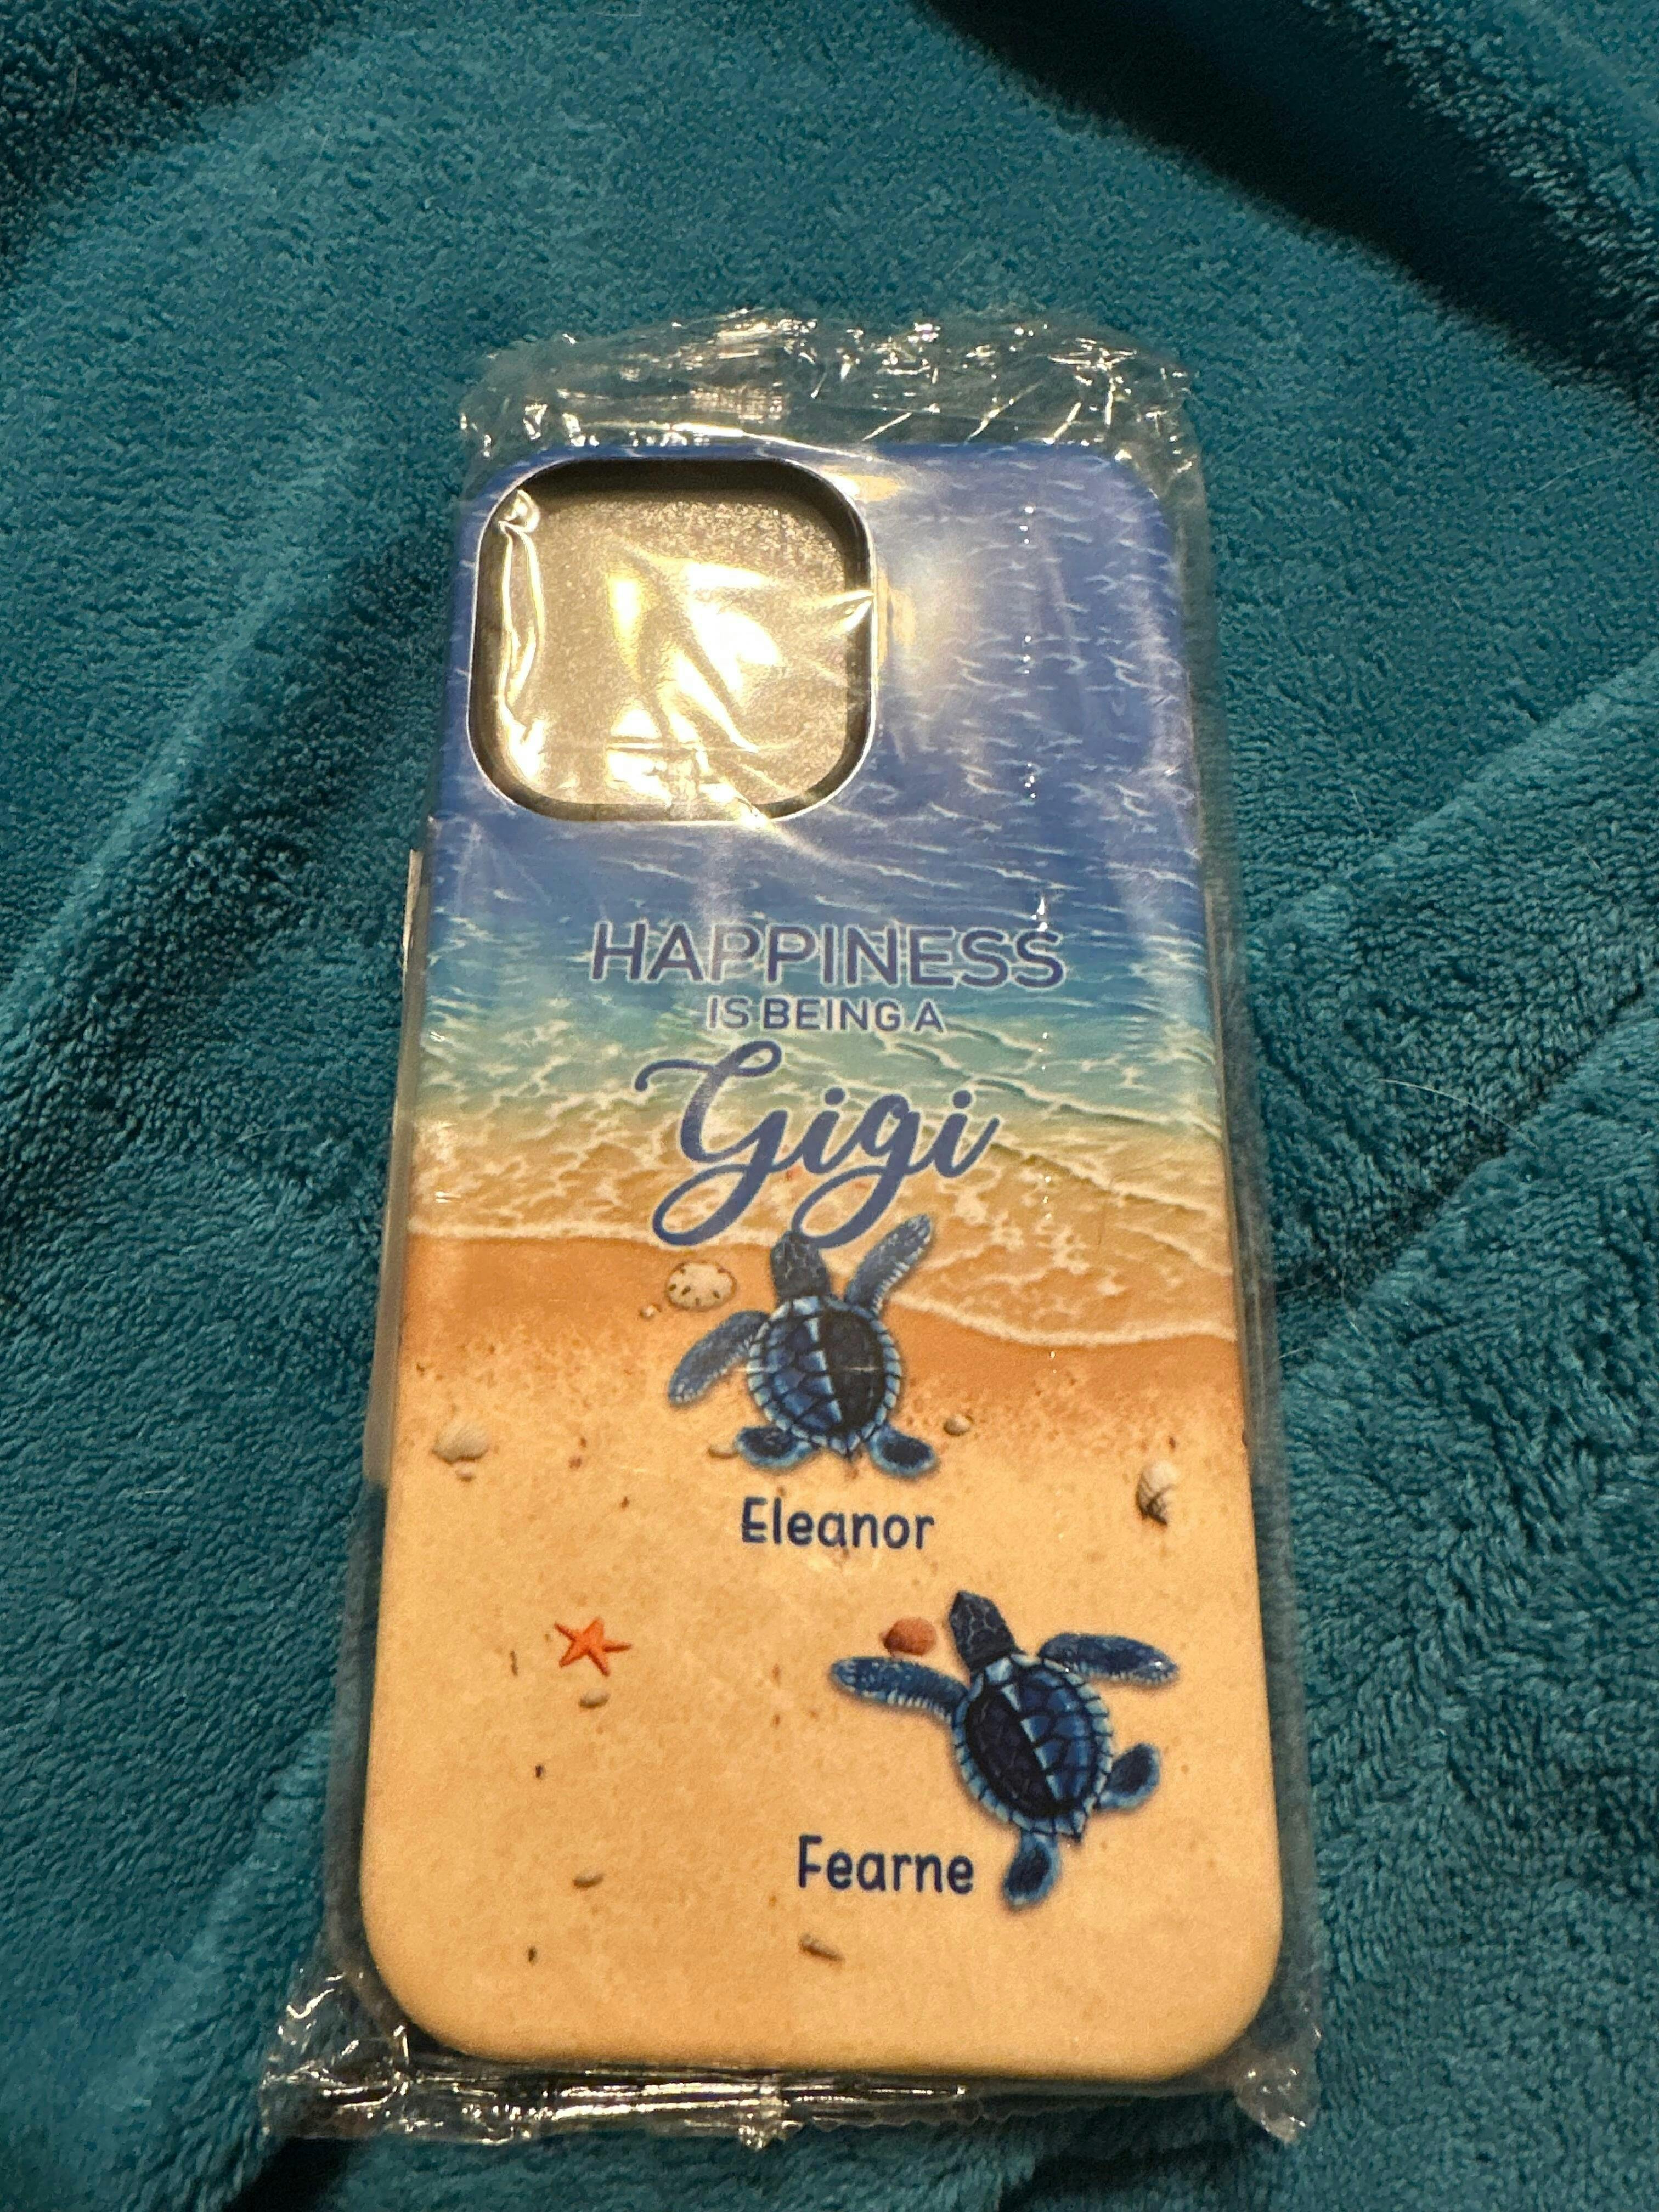 HAPPINESS
IS BEING A
Gigi
Eleanor
Fearne